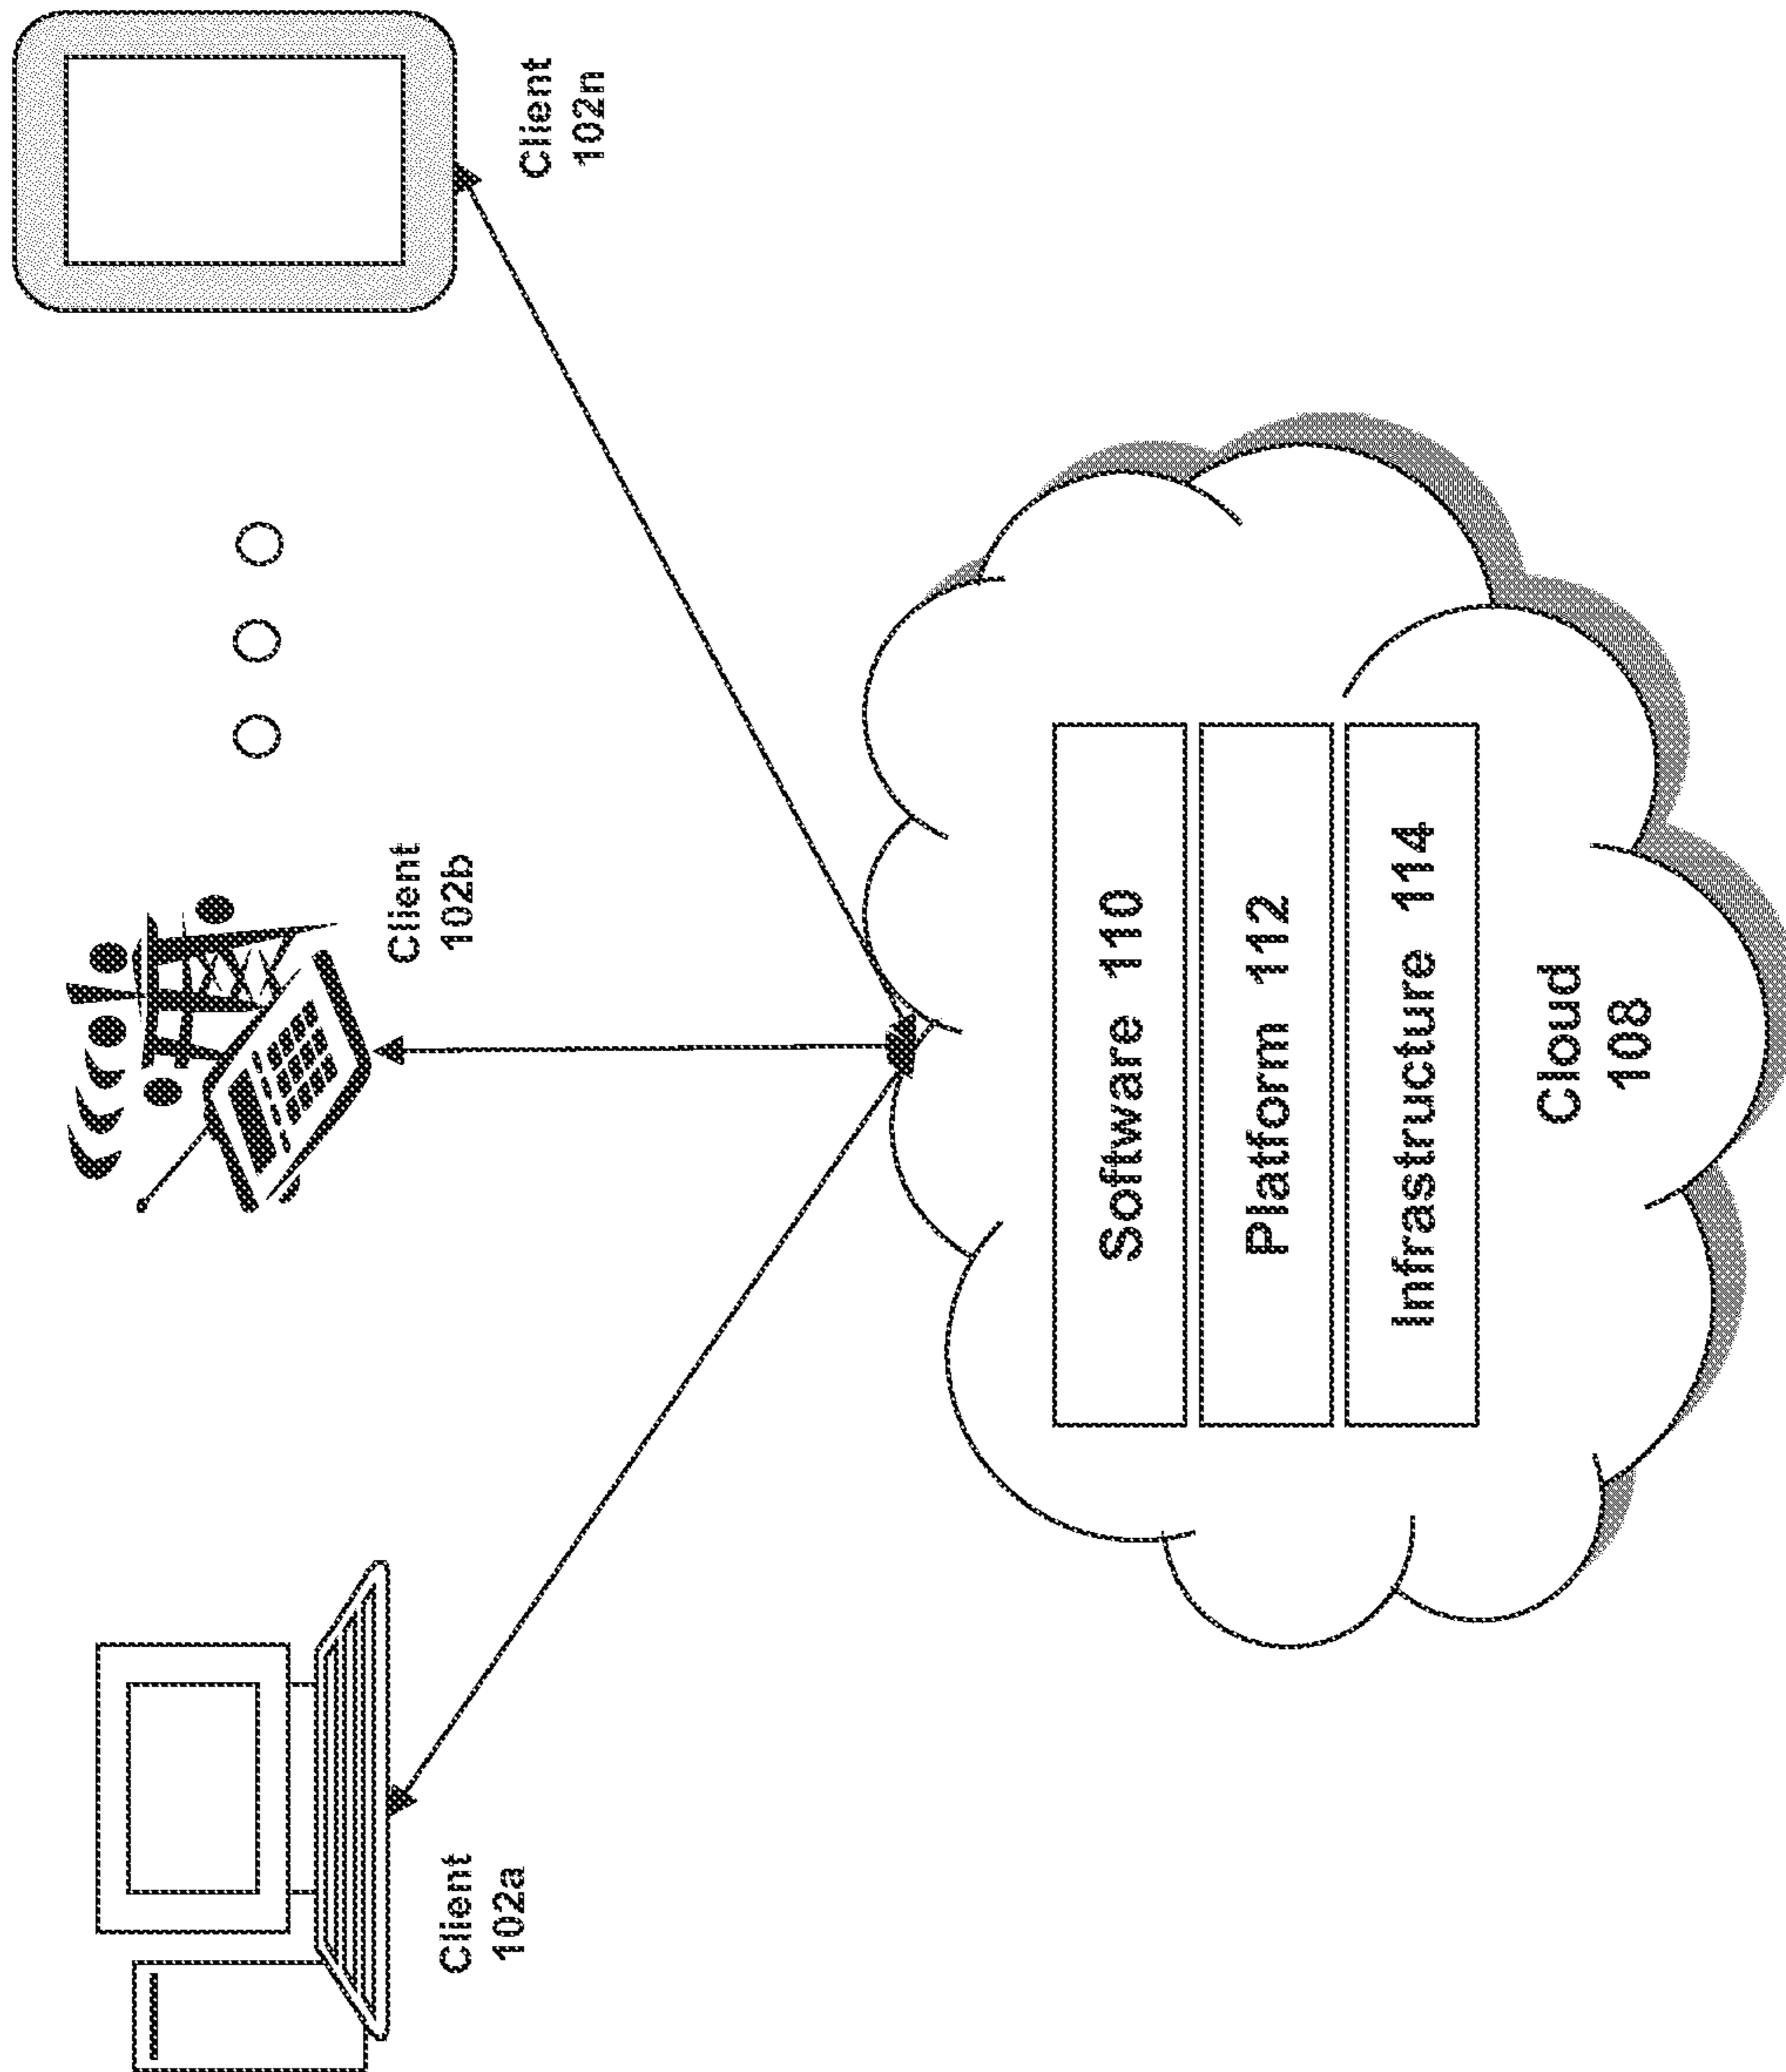 Client
102a
Client
102b
Client
102n
Software 110
Platform 112
Infrastructure 114
Cloud
108